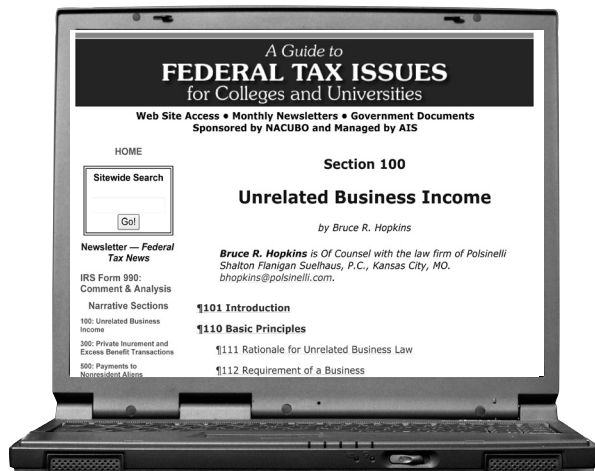 A Guide to
FEDERAL TAX ISSUES
for Colleges and Universities
Web Site Access • Monthly Newsletters • Government Documents
Sponsored by NACUBO and Managed by AIS
HOME
Sitewide Search
Go!
Newsletter — Federal
Tax News
IRS Form 990:
Comment & Analysis
Narrative Sections
100: Unrelated Business
Income
300: Private Inurement and
Excess Benefit Transactions
500: Payments to
Nonresident Aliens
Section 100
Unrelated Business Income
by Bruce R. Hopkins
Bruce R. Hopkins is Of Counsel with the law firm of Polsinelli
Shalton Flanigan Suelhaus, P.C., Kansas City, MO.
bhopkins@polsinelli.com.
¶101 Introduction
¶110 Basic Principles
¶111 Rationale for Unrelated Business Law
¶112 Requirement of a Business